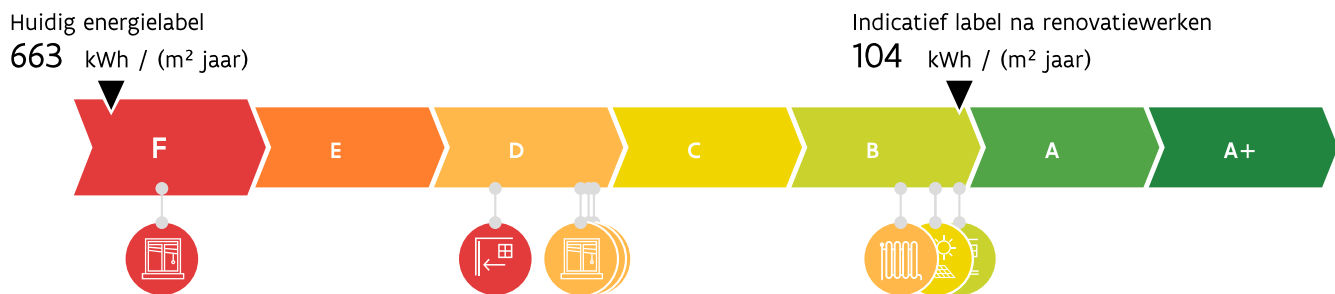 Huidig energielabel
663 kWh / (m² jaar)
Indicatief label na renovatiewerken
104 kWh / (m² jaar)
F E D C B A A+